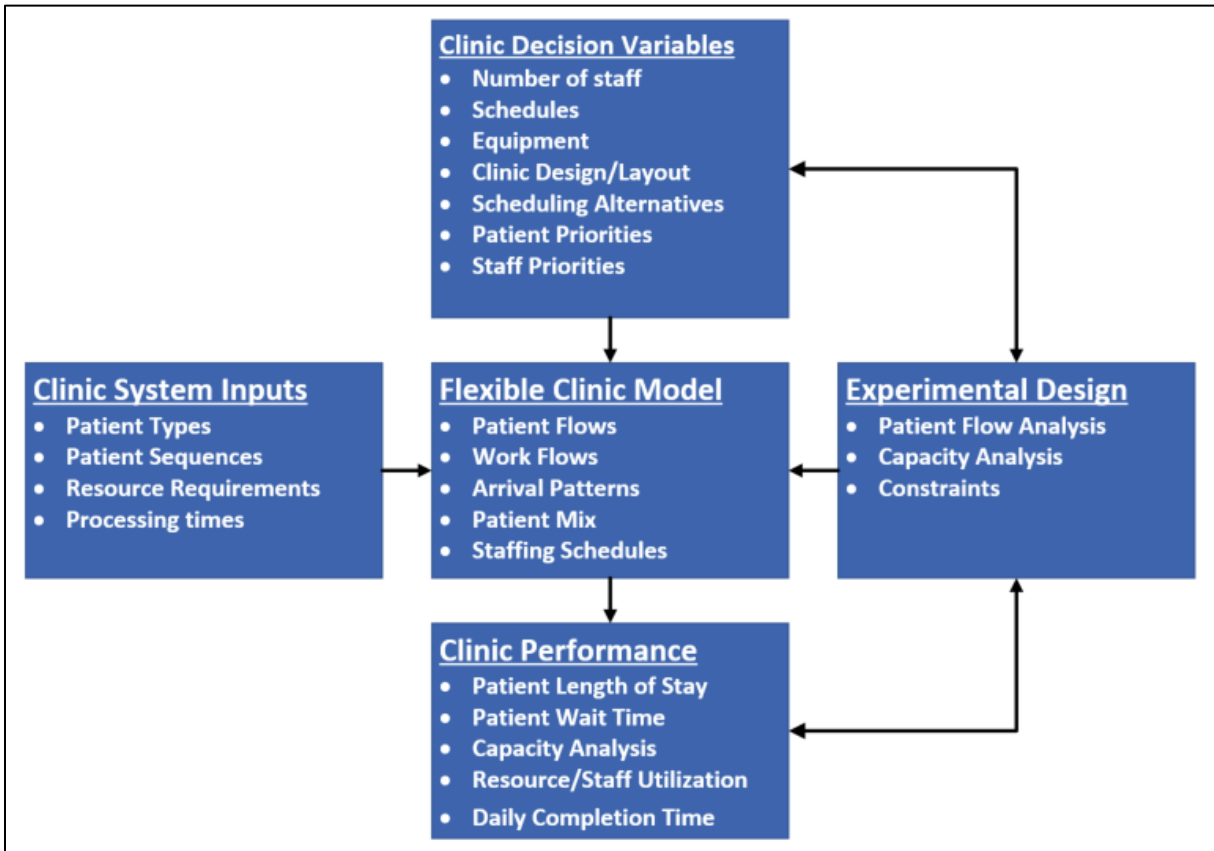 Clinic Decision Variables
• Number of staff
• Schedules
• Equipment
• Clinic Design/Layout
• Scheduling Alternatives
• Patient Priorities
• Staff Priorities
Clinic System Inputs
• Patient Types
• Patient Sequences
• Resource Requirements
• Processing times
Flexible Clinic Model
• Patient Flows
• Work Flows
• Arrival Patterns
• Patient Mix
• Staffing Schedules
Experimental Design
• Patient Flow Analysis
• Capacity Analysis
• Constraints
Clinic Performance
• Patient Length of Stay
• Patient Wait Time
• Capacity Analysis
• Resource/Staff Utilization
• Daily Completion Time